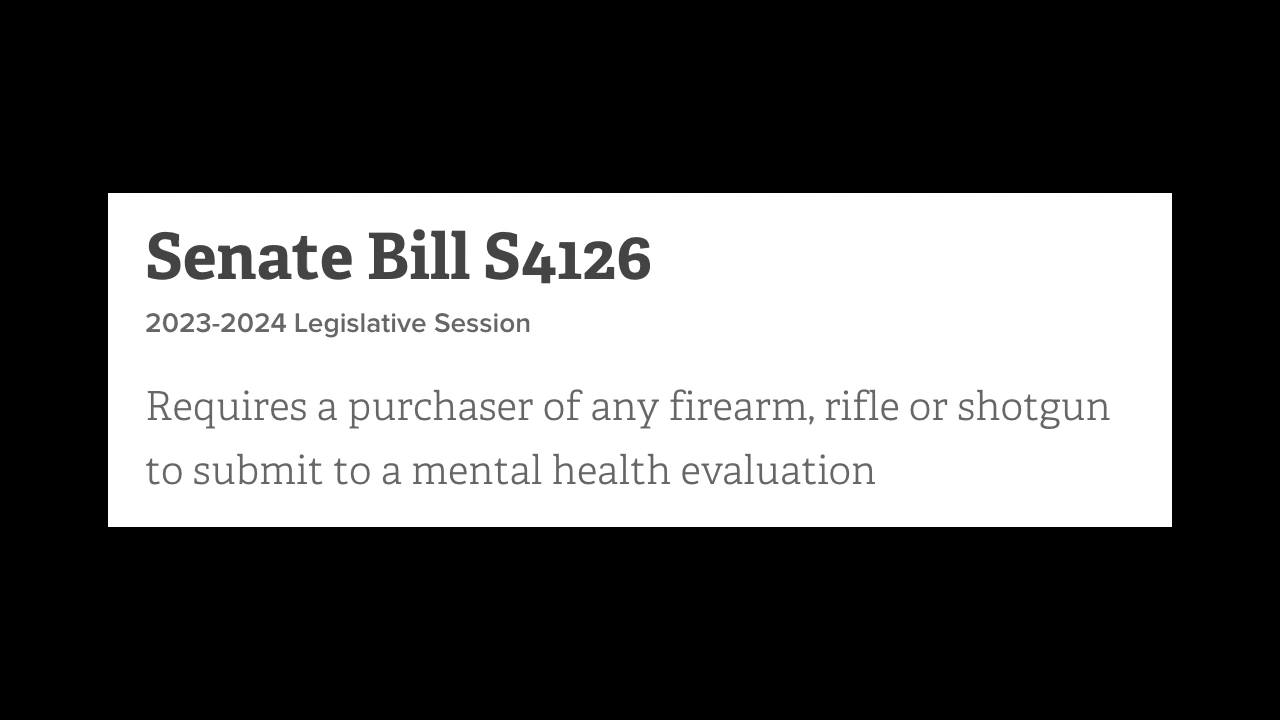 Senate Bill S4126
2023-2024 Legislative Session
Requires a purchaser of any firearm, rifle or shotgun
to submit to a mental health evaluation